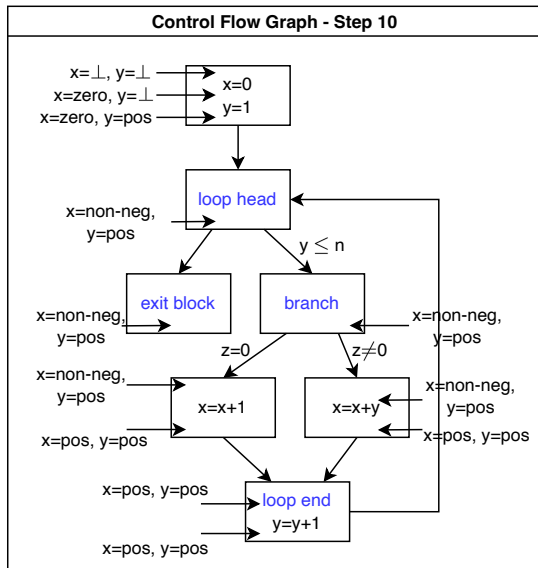 Control Flow Graph - Step 10
x=⊥, y=⊥
x=zero, y=⊥
x=zero, y=pos
x=0
y=1
loop head
x=non-neg,
y=pos
y ≤ n
exit block
branch
x=non-neg,
y=pos
x=non-neg,
y=pos
z=0
z≠0
x=non-neg,
y=pos
x=x+1
x=x+y
x=non-neg,
y=pos
x=pos, y=pos
x=pos, y=pos
x=pos, y=pos
loop end
y=y+1
x=pos, y=pos